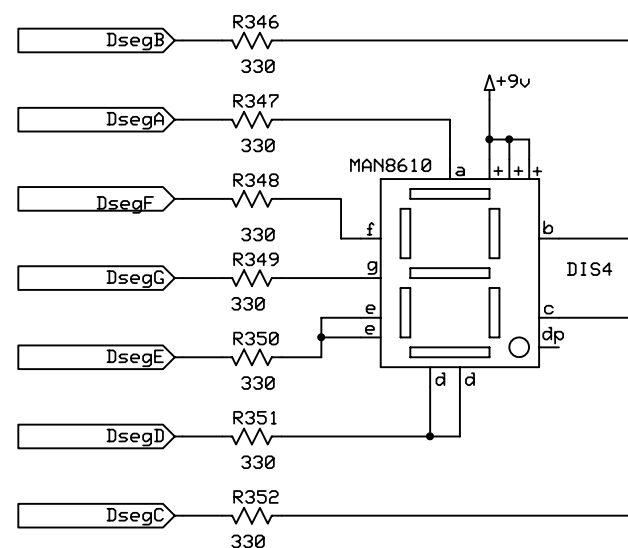 R346
DsegB
330
+9v
R347
DsegA
330
MAN8610
a + + +
R348
DsegF
330
f b
R349
g DIS4
DsegG
330
e c
R350
e dp
DsegE
330
d d
R351
DsegD
330
R352
DsegC
330